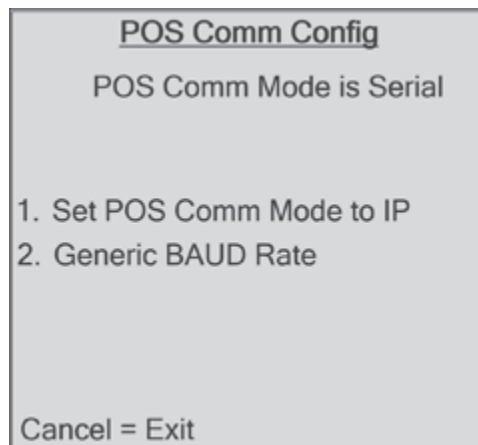 POS Comm Config
POS Comm Mode is Serial
1. Set POS Comm Mode to IP
2. Generic BAUD Rate
Cancel = Exit